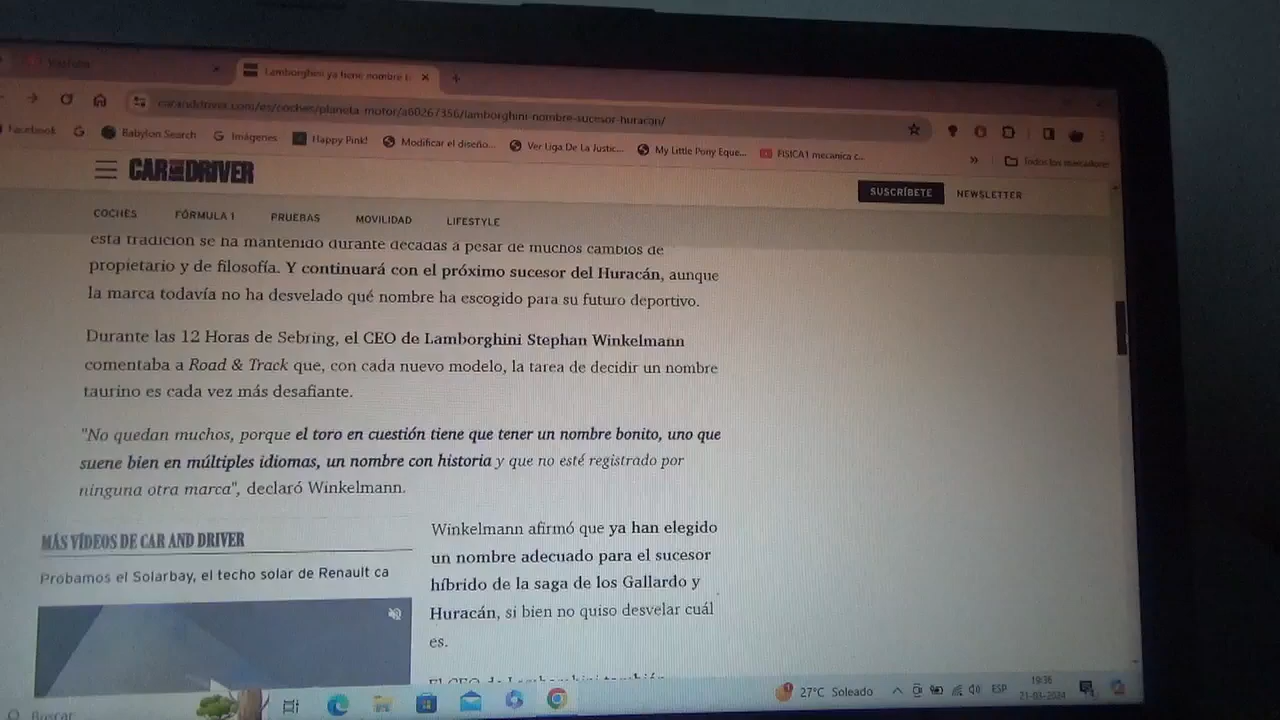 YouTube
Lamborghini ya tiene nombre
caranddriver.com/es/coches/planeta-motor/a60267356/lamborghini-nombre-sucesor-huracan/
Facebook
Babylon Search
Imágenes
Happy Pink!
Modificar el diseño...
Ver Liga De La Justic...
My Little Pony Eque...
FISICA1 mecanica c...
»
Todos los marcadores
CAR AND DRIVER
SUSCRÍBETE
NEWSLETTER
COCHES
FÓRMULA 1
PRUEBAS
MOVILIDAD
LIFESTYLE
esta tradición se ha mantenido durante décadas a pesar de muchos cambios de
propietario y de filosofía. Y continuará con el próximo sucesor del Huracán, aunque
la marca todavía no ha desvelado qué nombre ha escogido para su futuro deportivo.
Durante las 12 Horas de Sebring, el CEO de Lamborghini Stephan Winkelmann
comentaba a Road & Track que, con cada nuevo modelo, la tarea de decidir un nombre
taurino es cada vez más desafiante.
"No quedan muchos, porque el toro en cuestión tiene que tener un nombre bonito, uno que
suene bien en múltiples idiomas, un nombre con historia y que no esté registrado por
ninguna otra marca", declaró Winkelmann.
MÁS VÍDEOS DE CAR AND DRIVER
Probamos el Solarbay, el techo solar de Renault ca
Winkelmann afirmó que ya han elegido
un nombre adecuado para el sucesor
híbrido de la saga de los Gallardo y
Huracán, si bien no quiso desvelar cuál
es.
El CEO de Lamborghini también
Buscar
27°C Soleado
ESP
19:36
21-03-2024